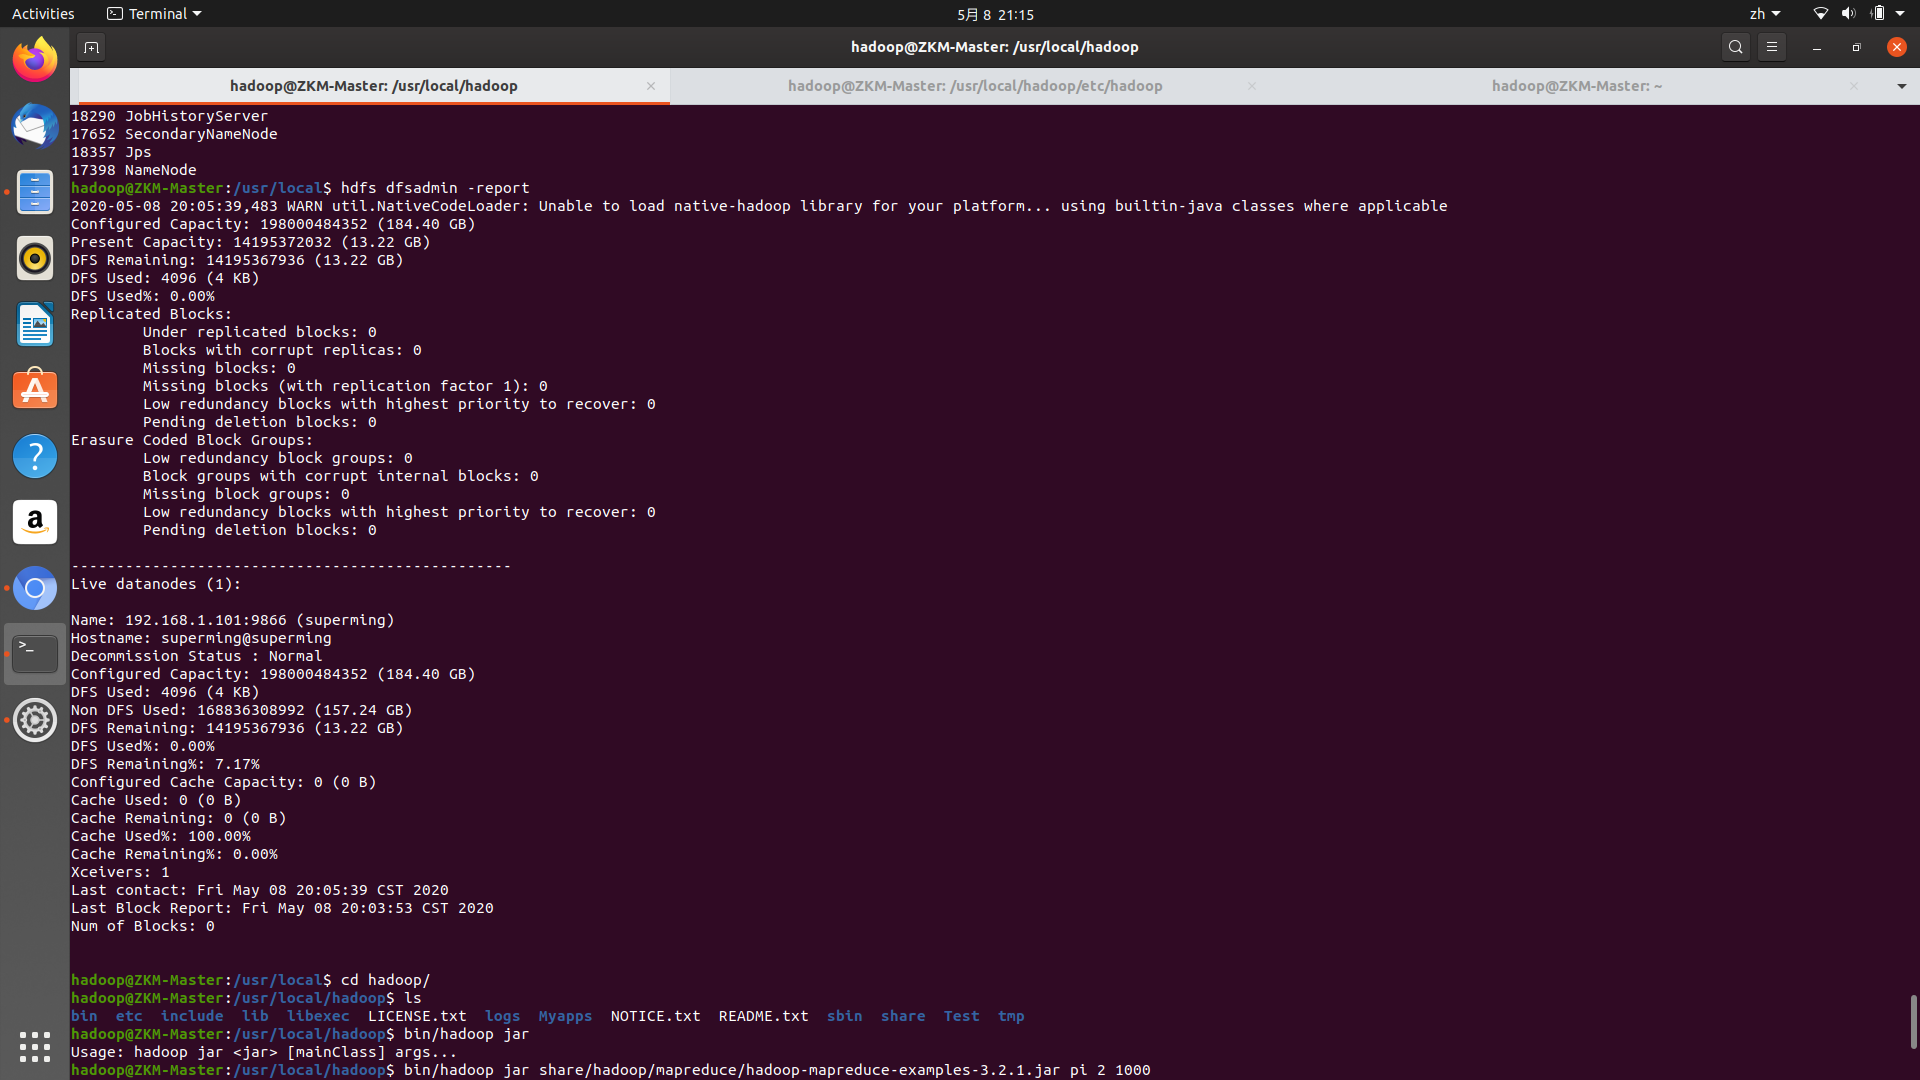 Activities Terminal 5月 8 21:15 zh
hadoop@ZKM-Master: /usr/local/hadoop
hadoop@ZKM-Master: /usr/local/hadoop hadoop@ZKM-Master: /usr/local/hadoop/etc/hadoop hadoop@ZKM-Master: ~
18290 JobHistoryServer
17652 SecondaryNameNode
18357 Jps
17398 NameNode
hadoop@ZKM-Master:/usr/local$ hdfs dfsadmin -report
2020-05-08 20:05:39,483 WARN util.NativeCodeLoader: Unable to load native-hadoop library for your platform... using builtin-java classes where applicable
Configured Capacity: 198000484352 (184.40 GB)
Present Capacity: 14195372032 (13.22 GB)
DFS Remaining: 14195367936 (13.22 GB)
DFS Used: 4096 (4 KB)
DFS Used%: 0.00%
Replicated Blocks:
Under replicated blocks: 0
Blocks with corrupt replicas: 0
Missing blocks: 0
Missing blocks (with replication factor 1): 0
Low redundancy blocks with highest priority to recover: 0
Pending deletion blocks: 0
Erasure Coded Block Groups:
Low redundancy block groups: 0
Block groups with corrupt internal blocks: 0
Missing block groups: 0
Low redundancy blocks with highest priority to recover: 0
Pending deletion blocks: 0
-------------------------------------------------
Live datanodes (1):
Name: 192.168.1.101:9866 (superming)
Hostname: superming@superming
Decommission Status : Normal
Configured Capacity: 198000484352 (184.40 GB)
DFS Used: 4096 (4 KB)
Non DFS Used: 168836308992 (157.24 GB)
DFS Remaining: 14195367936 (13.22 GB)
DFS Used%: 0.00%
DFS Remaining%: 7.17%
Configured Cache Capacity: 0 (0 B)
Cache Used: 0 (0 B)
Cache Remaining: 0 (0 B)
Cache Used%: 100.00%
Cache Remaining%: 0.00%
Xceivers: 1
Last contact: Fri May 08 20:05:39 CST 2020
Last Block Report: Fri May 08 20:03:53 CST 2020
Num of Blocks: 0
hadoop@ZKM-Master:/usr/local$ cd hadoop/
hadoop@ZKM-Master:/usr/local/hadoop$ ls
bin etc include lib libexec LICENSE.txt logs Myapps NOTICE.txt README.txt sbin share Test tmp
hadoop@ZKM-Master:/usr/local/hadoop$ bin/hadoop jar
Usage: hadoop jar <jar> [mainClass] args...
hadoop@ZKM-Master:/usr/local/hadoop$ bin/hadoop jar share/hadoop/mapreduce/hadoop-mapreduce-examples-3.2.1.jar pi 2 1000